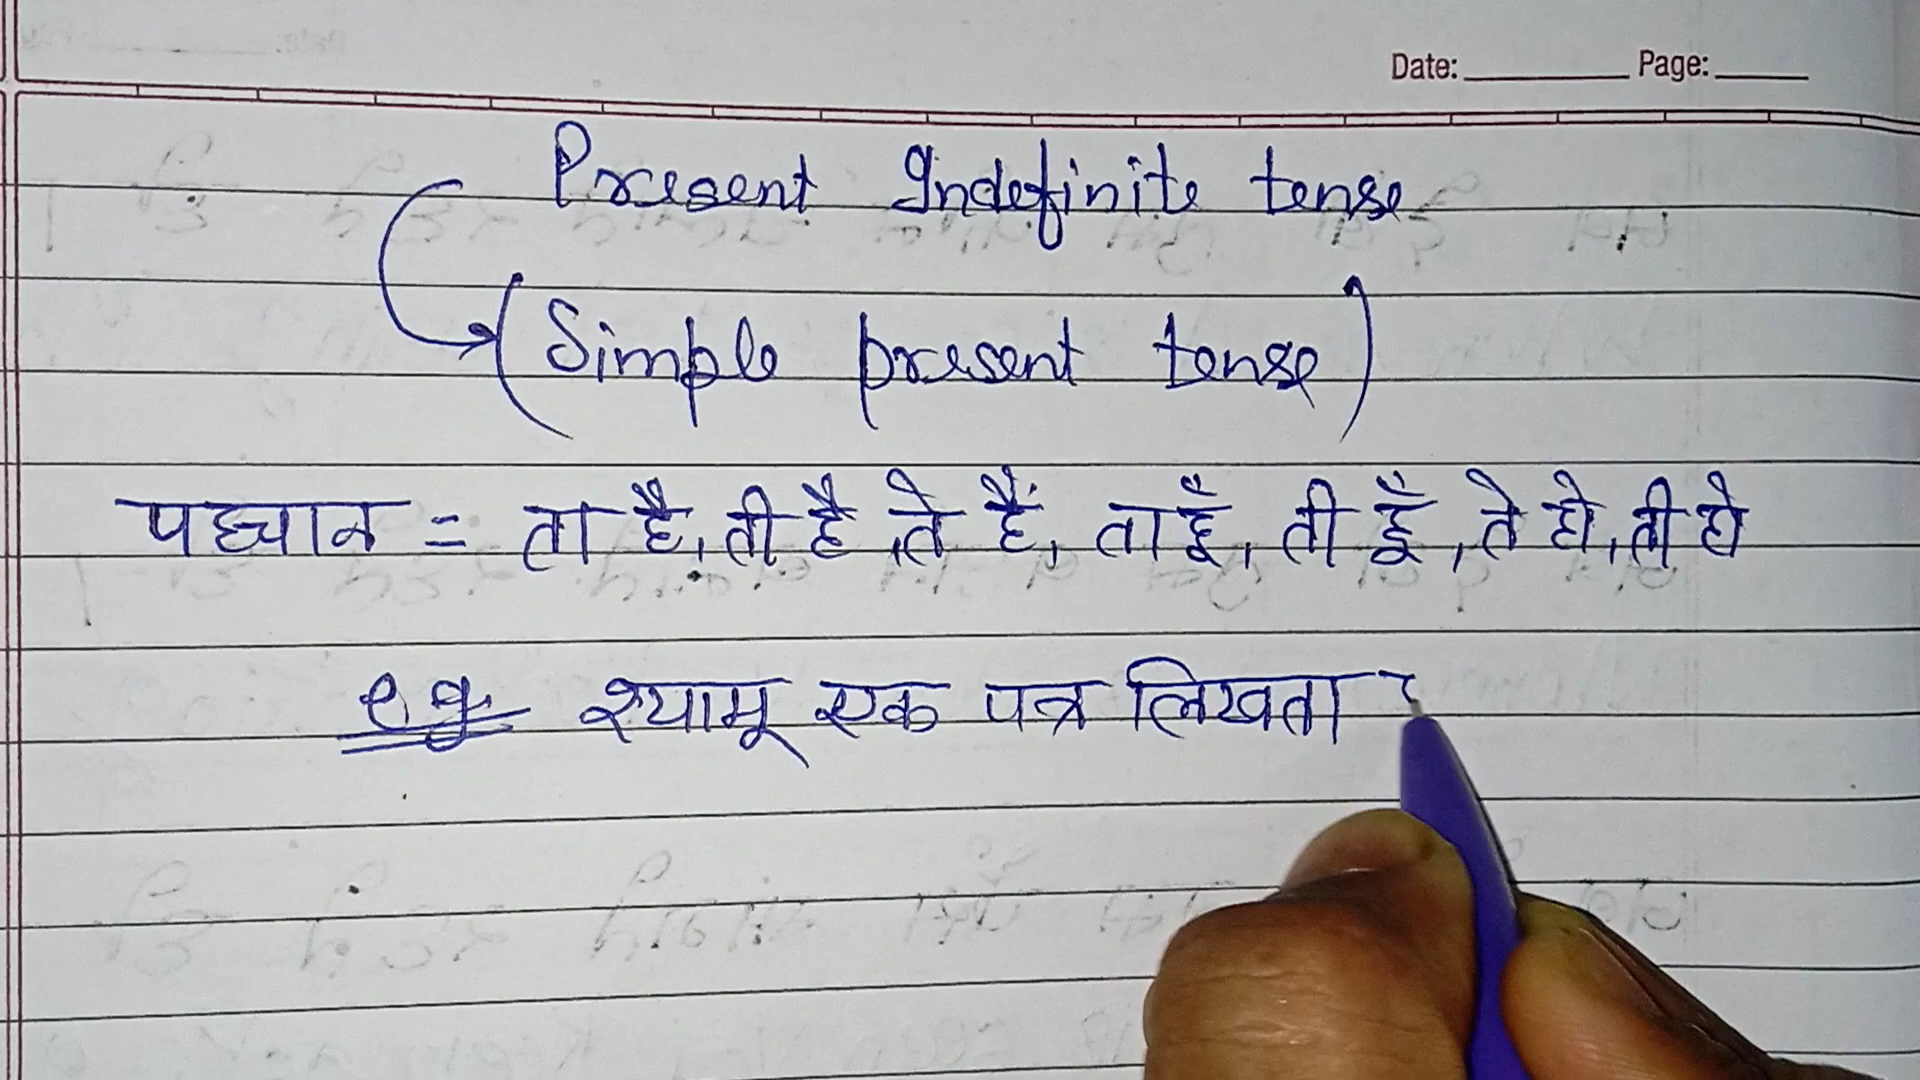 Date: Page:
Present Indefinite tense
(Simple present tense)
पहचान = ता है, ती है, ते हैं, ता हूँ, ती हूँ, ते हो, ती हो
e.g. श्यामू एक पत्र लिखता